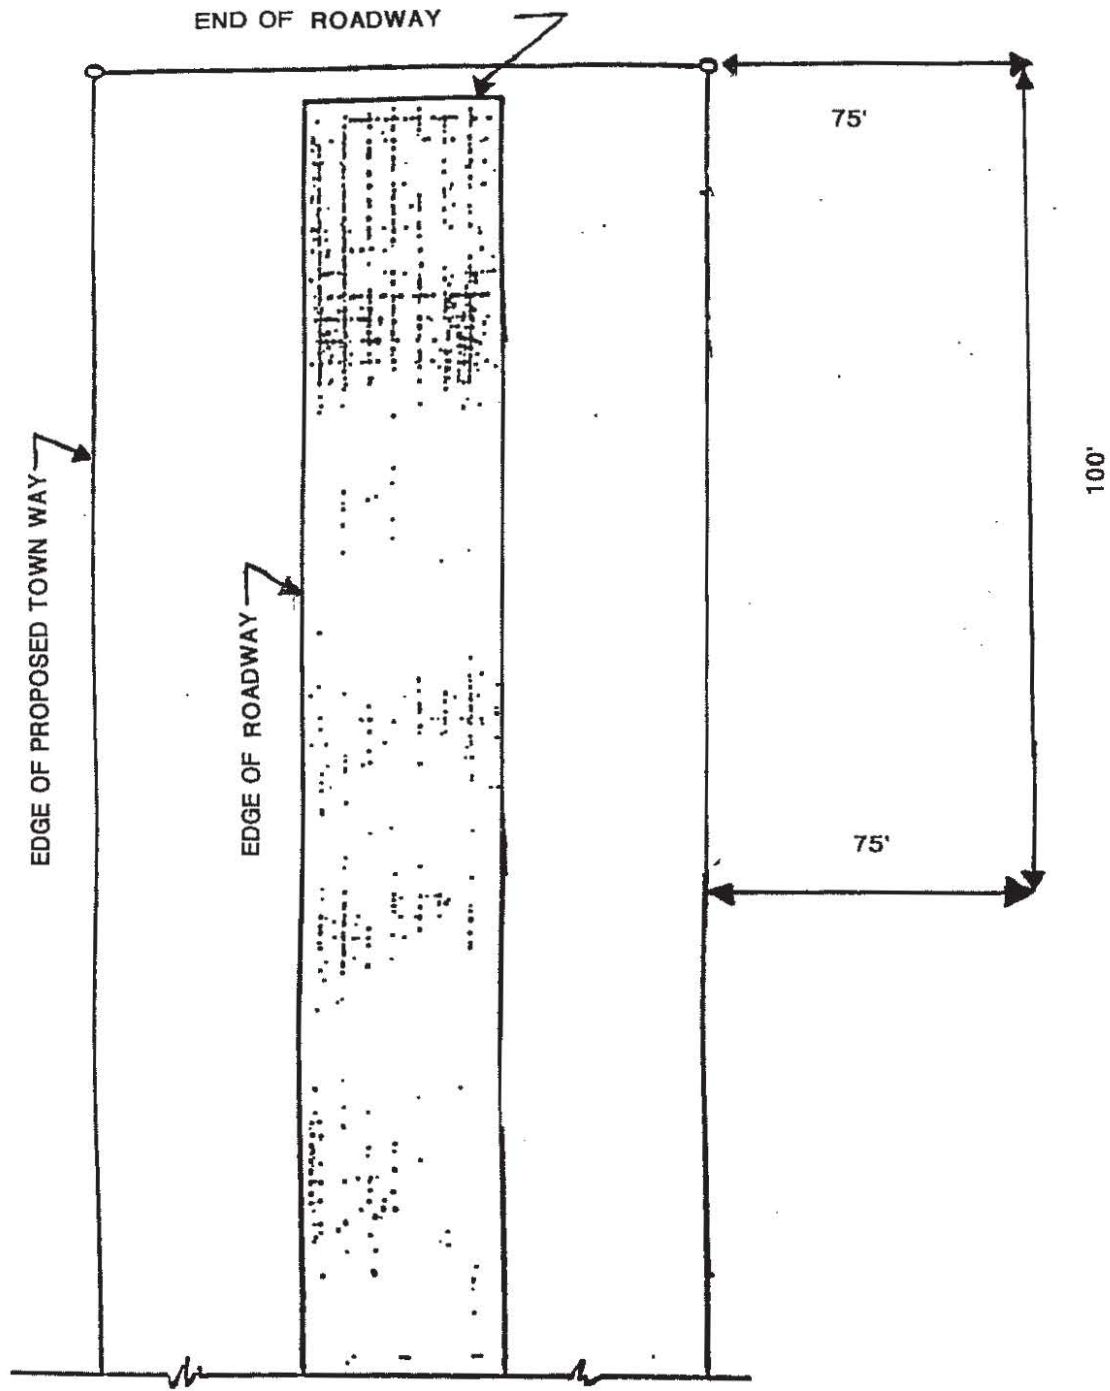 END OF ROADWAY
75'
100'
EDGE OF PROPOSED TOWN WAY
EDGE OF ROADWAY
75'